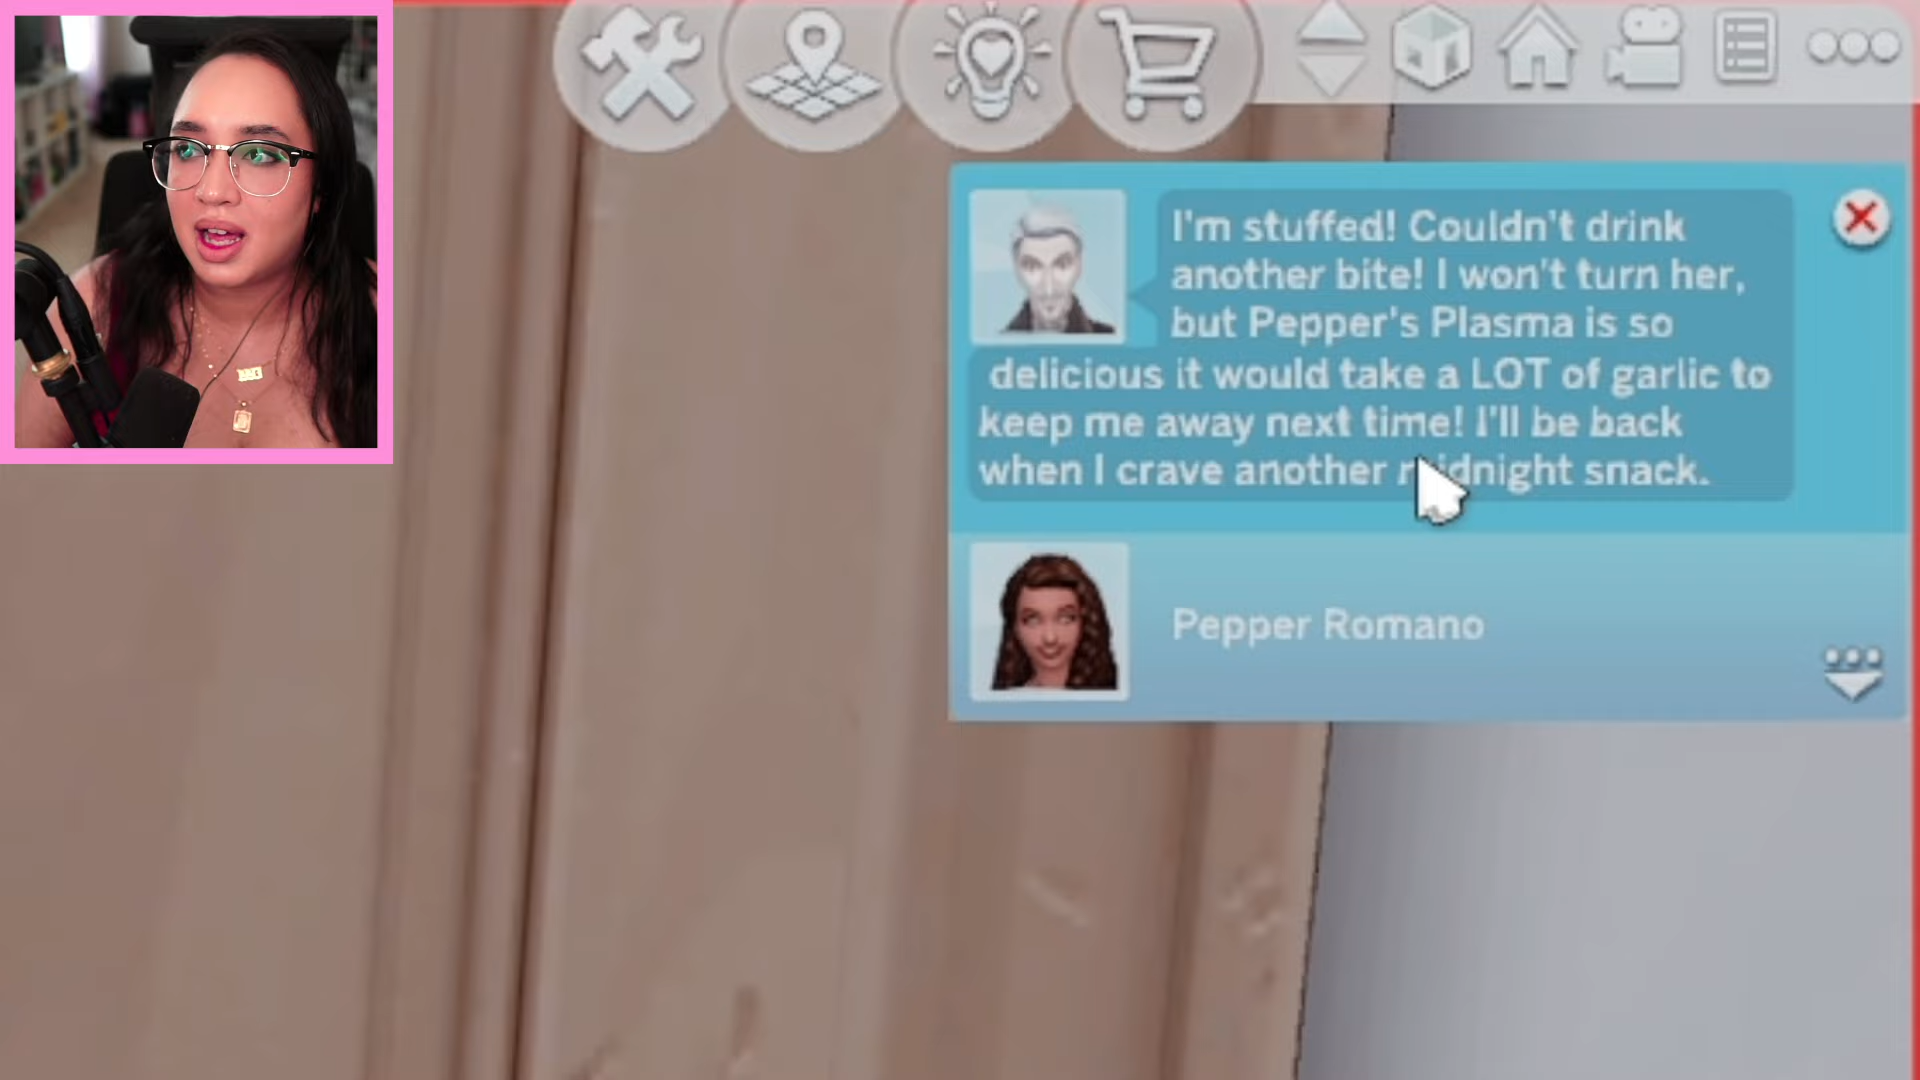 I'm stuffed! Couldn't drink
another bite! I won't turn her,
but Pepper's Plasma is so
delicious it would take a LOT of garlic to
keep me away next time! I'll be back
when I crave another midnight snack.
Pepper Romano